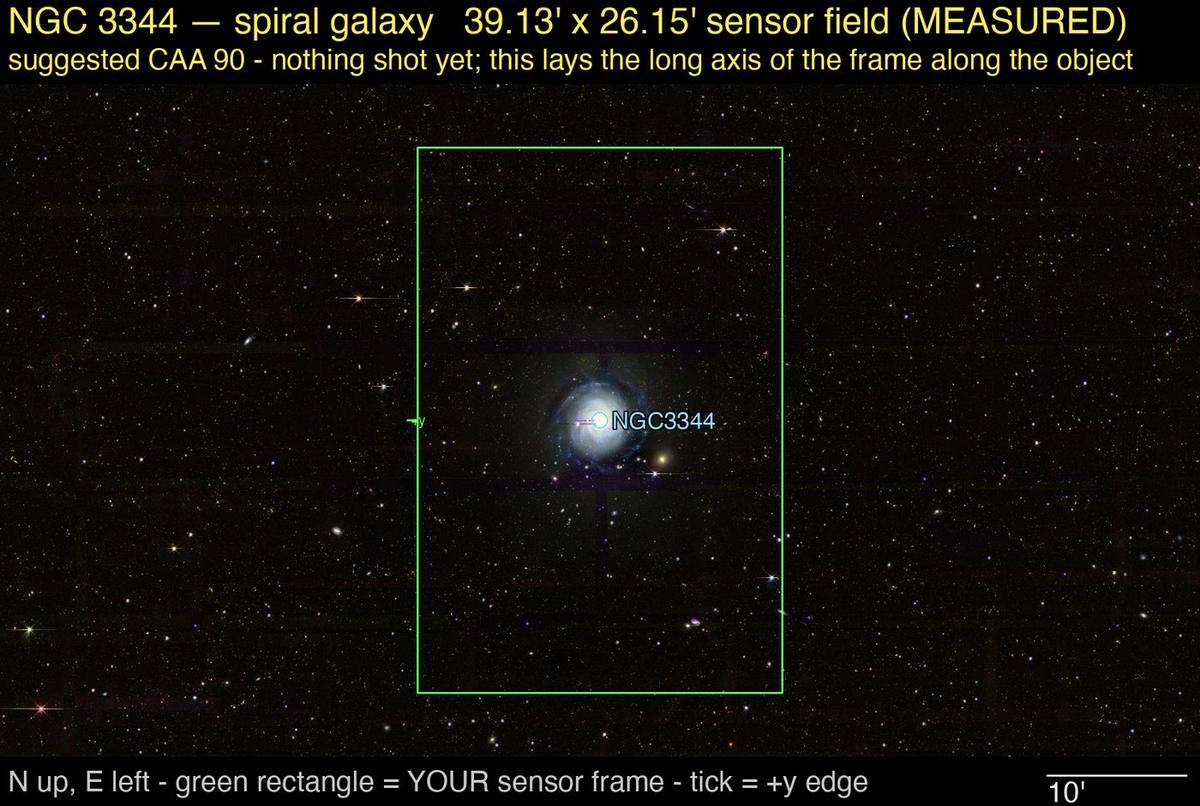 NGC 3344 — spiral galaxy 39.13' x 26.15' sensor field (MEASURED)
suggested CAA 90 - nothing shot yet; this lays the long axis of the frame along the object
+y
NGC3344
N up, E left - green rectangle = YOUR sensor frame - tick = +y edge
10'